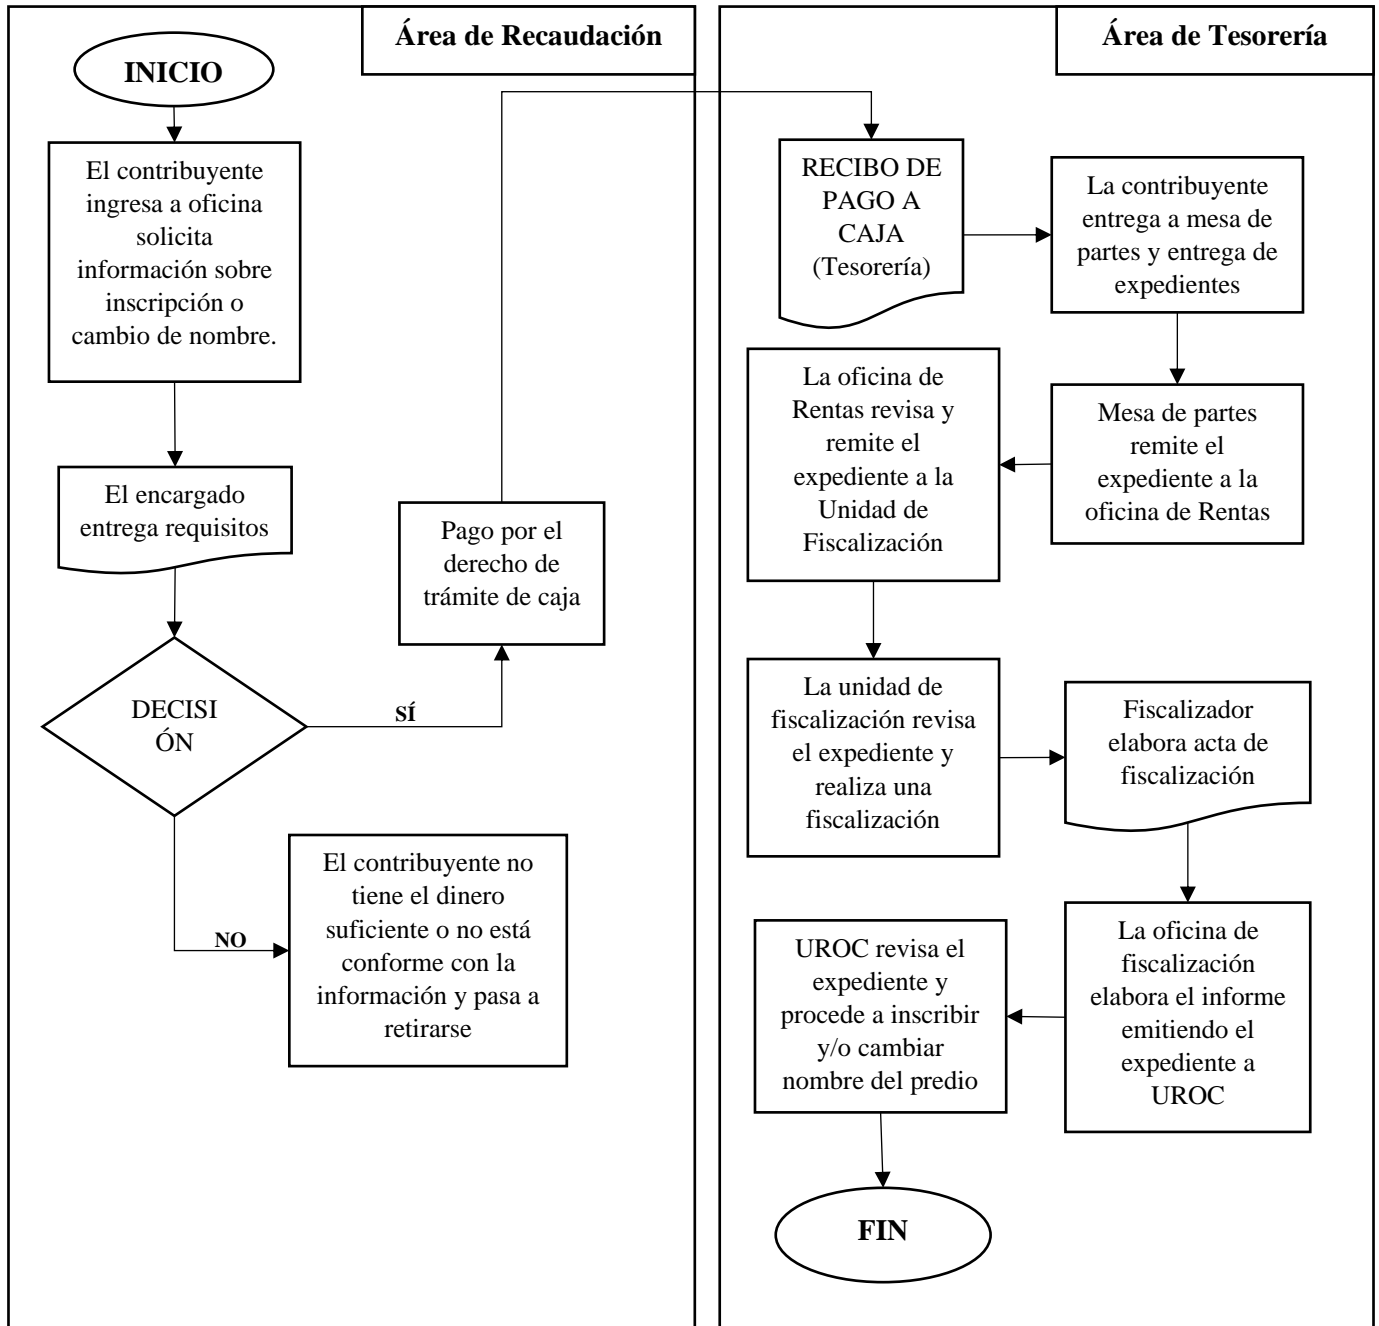 Área de Recaudación
INICIO
El contribuyente
ingresa a oficina
solicita
información sobre
inscripción o
cambio de nombre.
El encargado
entrega requisitos
DECISI
ÓN
SÍ
Pago por el
derecho de
trámite de caja
NO
El contribuyente no
tiene el dinero
suficiente o no está
conforme con la
información y pasa a
retirarse
Área de Tesorería
RECIBO DE
PAGO A
CAJA
(Tesorería)
La contribuyente
entrega a mesa de
partes y entrega de
expedientes
Mesa de partes
remite el
expediente a la
oficina de Rentas
La oficina de
Rentas revisa y
remite el
expediente a la
Unidad de
Fiscalización
La unidad de
fiscalización revisa
el expediente y
realiza una
fiscalización
Fiscalizador
elabora acta de
fiscalización
La oficina de
fiscalización
elabora el informe
emitiendo el
expediente a
UROC
UROC revisa el
expediente y
procede a inscribir
y/o cambiar
nombre del predio
FIN